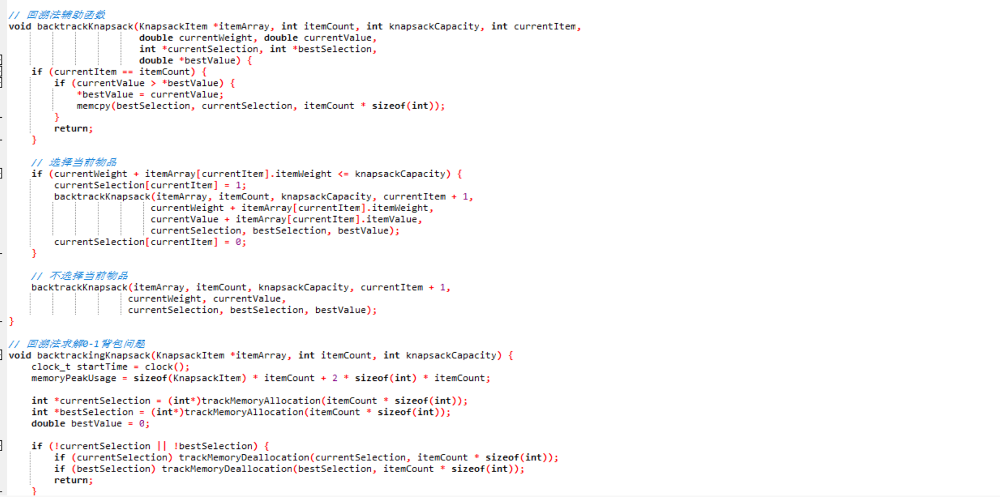 // 回溯法辅助函数
void backtrackKnapsack(KnapsackItem *itemArray, int itemCount, int knapsackCapacity, int currentItem,
                       double currentWeight, double currentValue,
                       int *currentSelection, int *bestSelection,
                       double *bestValue) {
    if (currentItem == itemCount) {
        if (currentValue > *bestValue) {
            *bestValue = currentValue;
            memcpy(bestSelection, currentSelection, itemCount * sizeof(int));
        }
        return;
    }

    // 选择当前物品
    if (currentWeight + itemArray[currentItem].itemWeight <= knapsackCapacity) {
        currentSelection[currentItem] = 1;
        backtrackKnapsack(itemArray, itemCount, knapsackCapacity, currentItem + 1,
                         currentWeight + itemArray[currentItem].itemWeight,
                         currentValue + itemArray[currentItem].itemValue,
                         currentSelection, bestSelection, bestValue);
        currentSelection[currentItem] = 0;
    }

    // 不选择当前物品
    backtrackKnapsack(itemArray, itemCount, knapsackCapacity, currentItem + 1,
                     currentWeight, currentValue,
                     currentSelection, bestSelection, bestValue);
}

// 回溯法求解0-1背包问题
void backtrackingKnapsack(KnapsackItem *itemArray, int itemCount, int knapsackCapacity) {
    clock_t startTime = clock();
    memoryPeakUsage = sizeof(KnapsackItem) * itemCount + 2 * sizeof(int) * itemCount;

    int *currentSelection = (int*)trackMemoryAllocation(itemCount * sizeof(int));
    int *bestSelection = (int*)trackMemoryAllocation(itemCount * sizeof(int));
    double bestValue = 0;

    if (!currentSelection || !bestSelection) {
        if (currentSelection) trackMemoryDeallocation(currentSelection, itemCount * sizeof(int));
        if (bestSelection) trackMemoryDeallocation(bestSelection, itemCount * sizeof(int));
        return;
    }